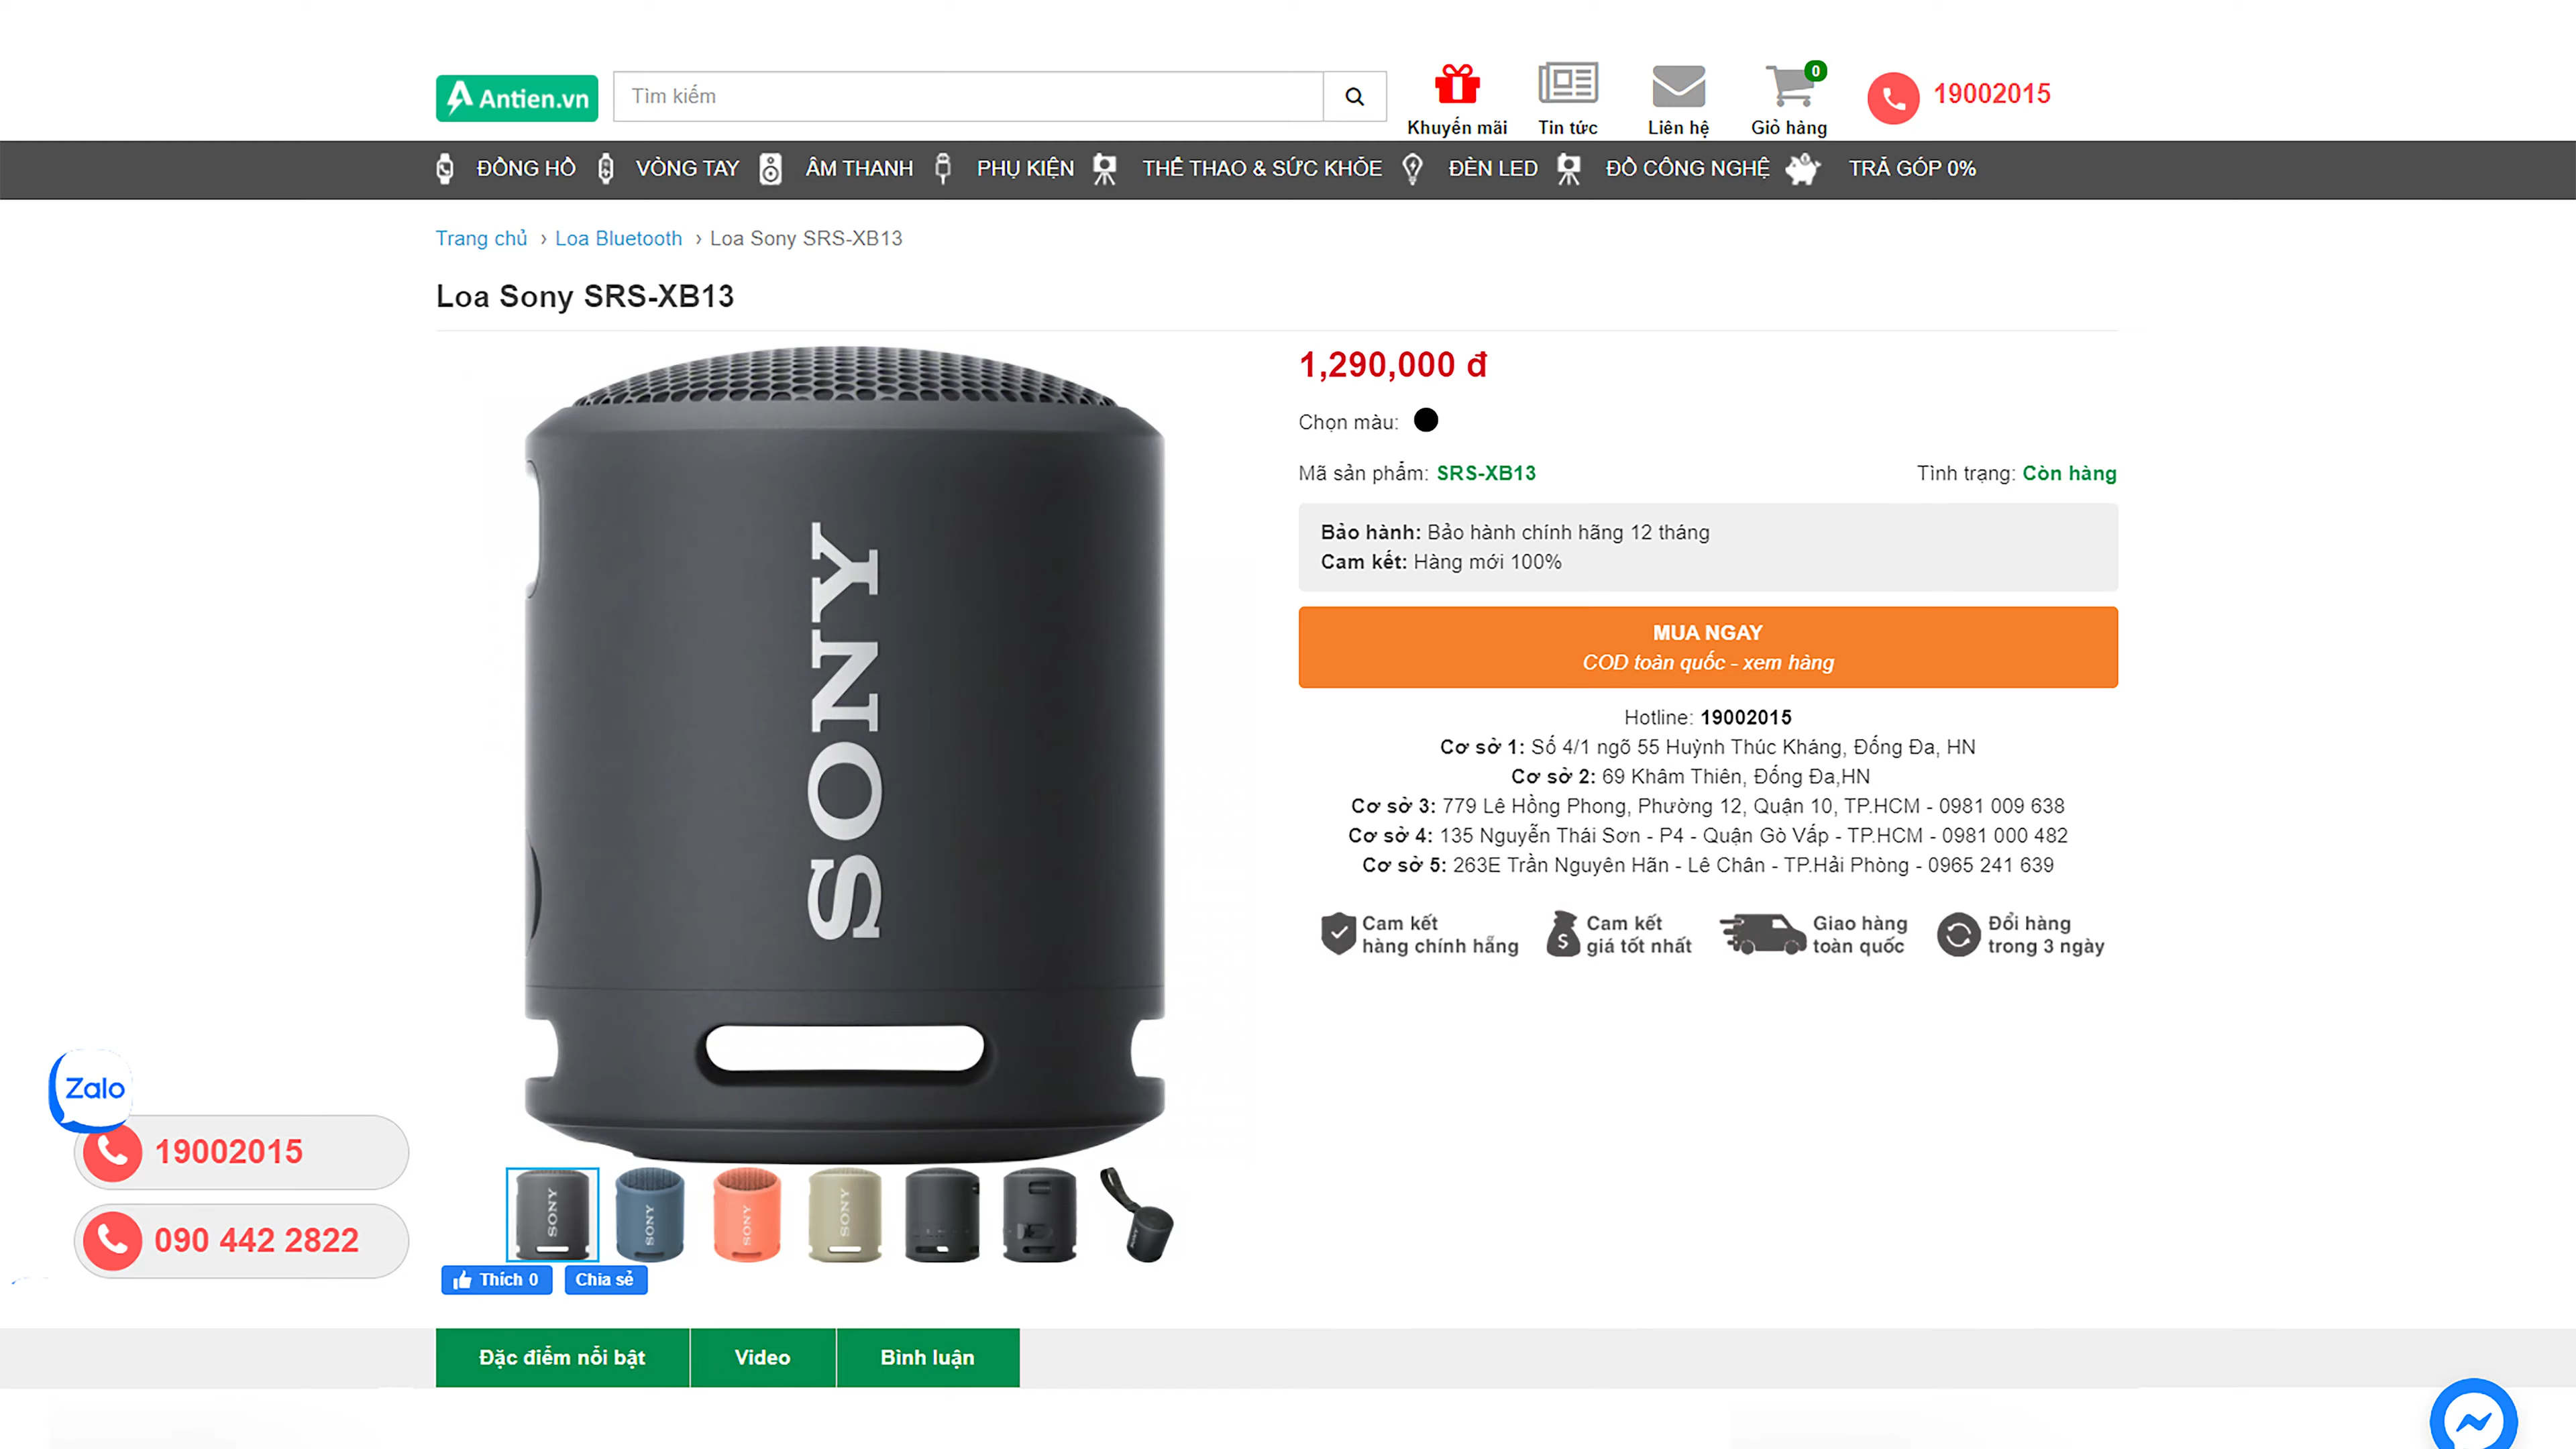 Antien.vn
Tìm kiếm
Khuyến mãi
Tin tức
Liên hệ
0
Giỏ hàng
19002015
ĐỒNG HỒ
VÒNG TAY
ÂM THANH
PHỤ KIỆN
THỂ THAO & SỨC KHỎE
ĐÈN LED
ĐỒ CÔNG NGHỆ
TRẢ GÓP 0%
Trang chủ › Loa Bluetooth › Loa Sony SRS-XB13
Loa Sony SRS-XB13
SONY
1,290,000 đ
Chọn màu:
Mã sản phẩm: SRS-XB13
Tình trạng: Còn hàng
Bảo hành: Bảo hành chính hãng 12 tháng
Cam kết: Hàng mới 100%
MUA NGAY
COD toàn quốc - xem hàng
Hotline: 19002015
Cơ sở 1: Số 4/1 ngõ 55 Huỳnh Thúc Kháng, Đống Đa, HN
Cơ sở 2: 69 Khâm Thiên, Đống Đa,HN
Cơ sở 3: 779 Lê Hồng Phong, Phường 12, Quận 10, TP.HCM - 0981 009 638
Cơ sở 4: 135 Nguyễn Thái Sơn - P4 - Quận Gò Vấp - TP.HCM - 0981 000 482
Cơ sở 5: 263E Trần Nguyên Hãn - Lê Chân - TP.Hải Phòng - 0965 241 639
Cam kết
hàng chính hãng
Cam kết
giá tốt nhất
Giao hàng
toàn quốc
Đổi hàng
trong 3 ngày
Zalo
19002015
090 442 2822
SONY
SONY
SONY
SONY
SONY
Thích 0
Chia sẻ
Đặc điểm nổi bật
Video
Bình luận